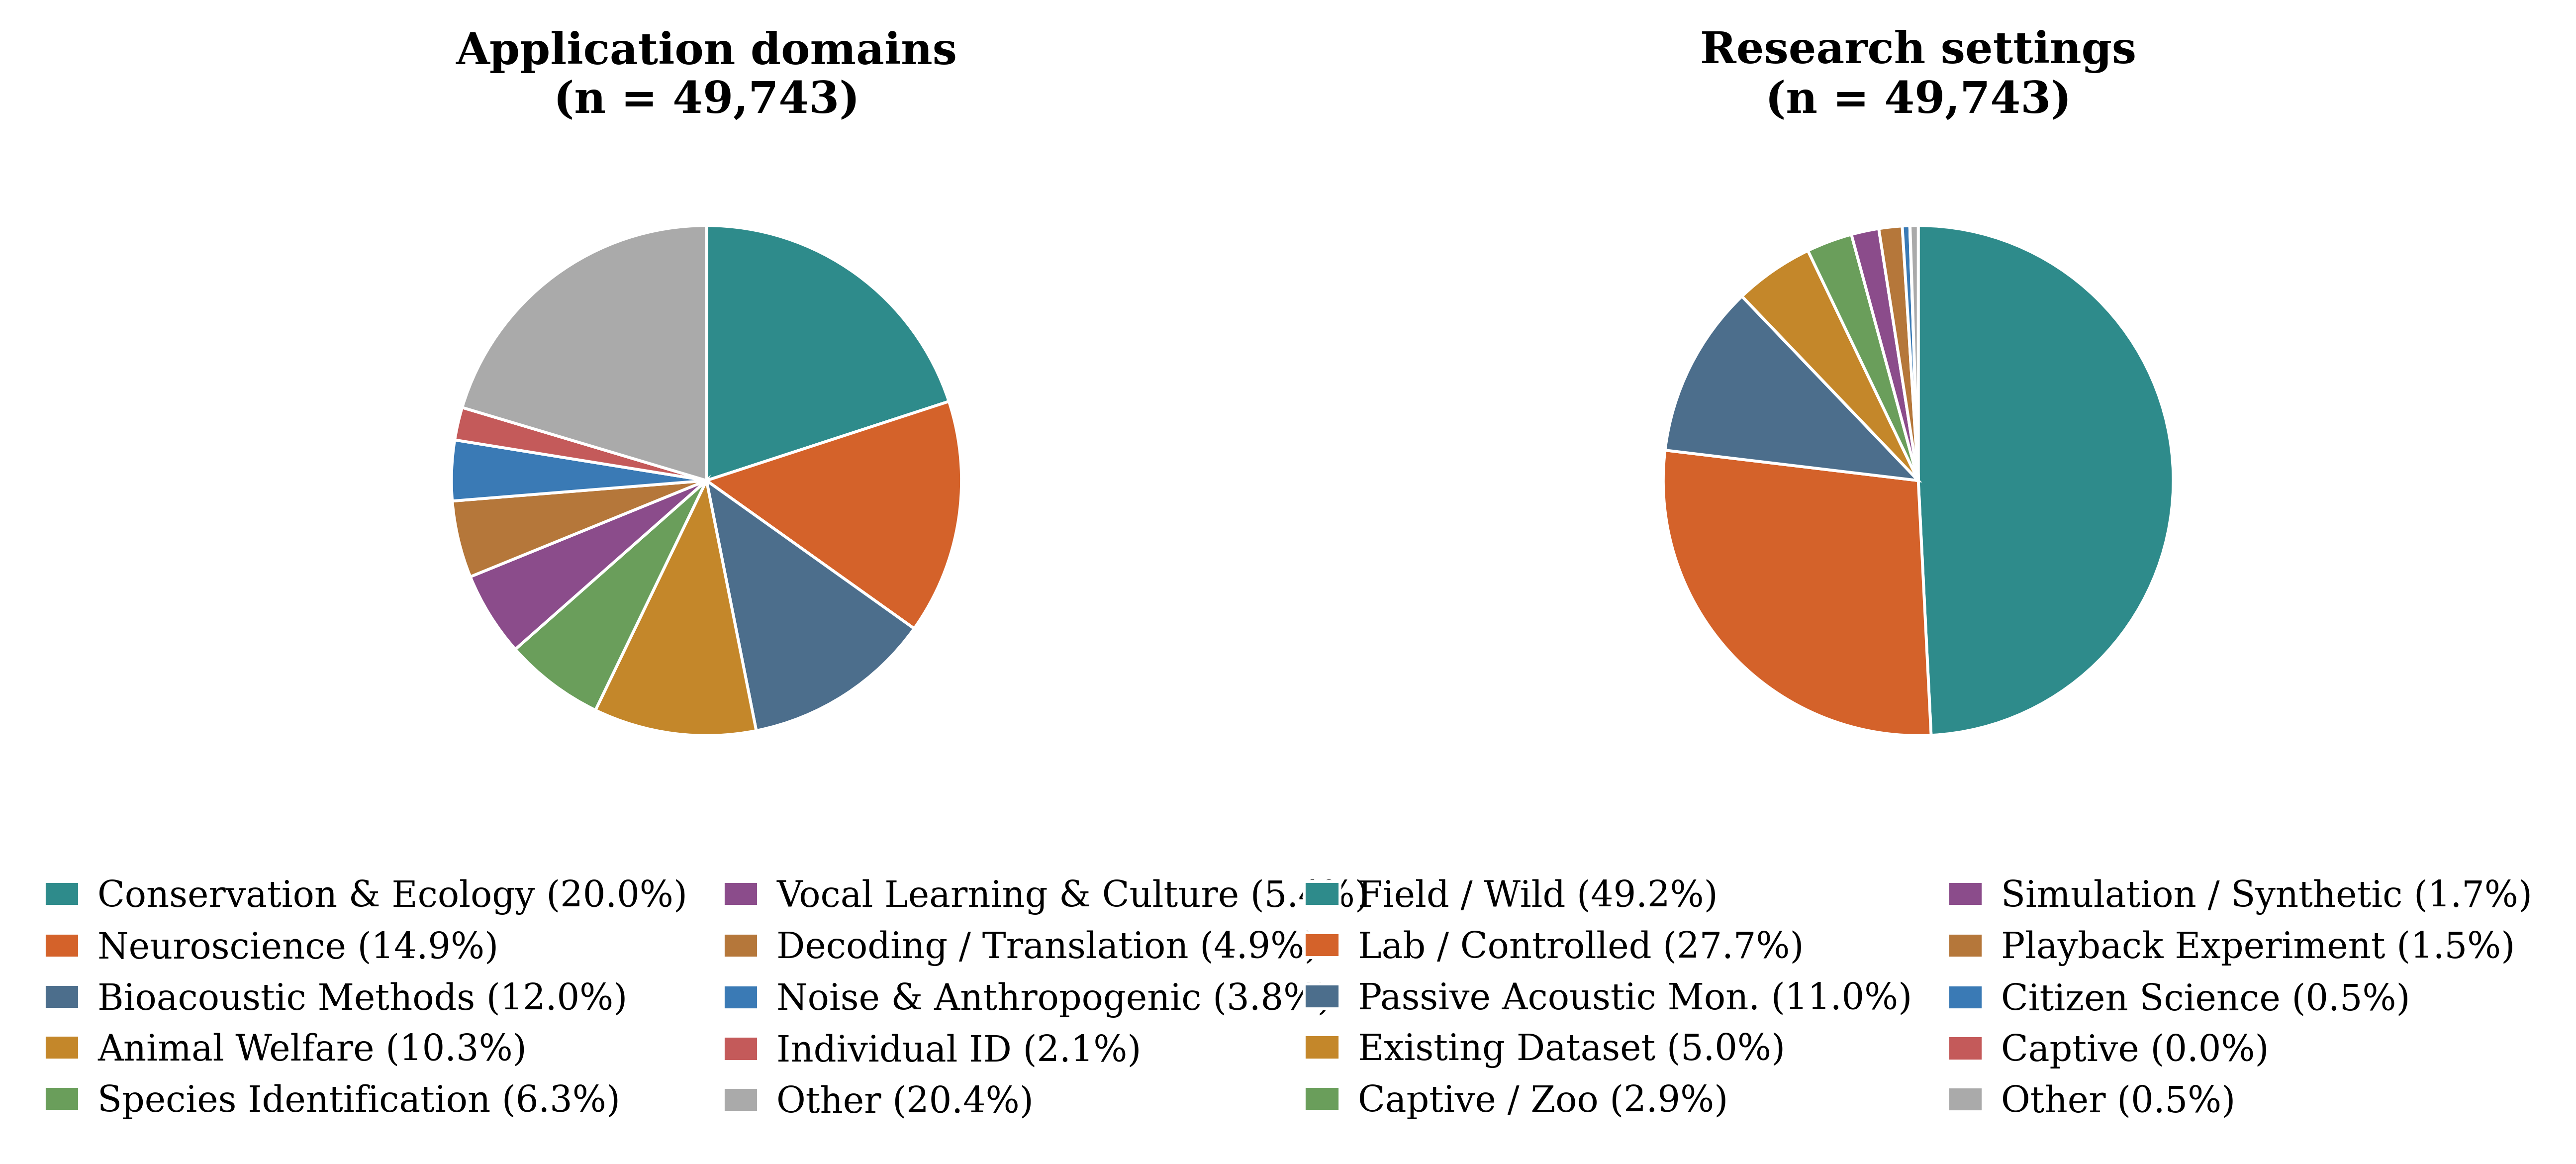 Application domains
(n = 49,743)
Conservation & Ecology (20.0%)
Neuroscience (14.9%)
Bioacoustic Methods (12.0%)
Animal Welfare (10.3%)
Species Identification (6.3%)
Vocal Learning & Culture (5.4%)
Decoding / Translation (4.9%)
Noise & Anthropogenic (3.8%)
Individual ID (2.1%)
Other (20.4%)
Research settings
(n = 49,743)
Field / Wild (49.2%)
Lab / Controlled (27.7%)
Passive Acoustic Mon. (11.0%)
Existing Dataset (5.0%)
Captive / Zoo (2.9%)
Simulation / Synthetic (1.7%)
Playback Experiment (1.5%)
Citizen Science (0.5%)
Captive (0.0%)
Other (0.5%)